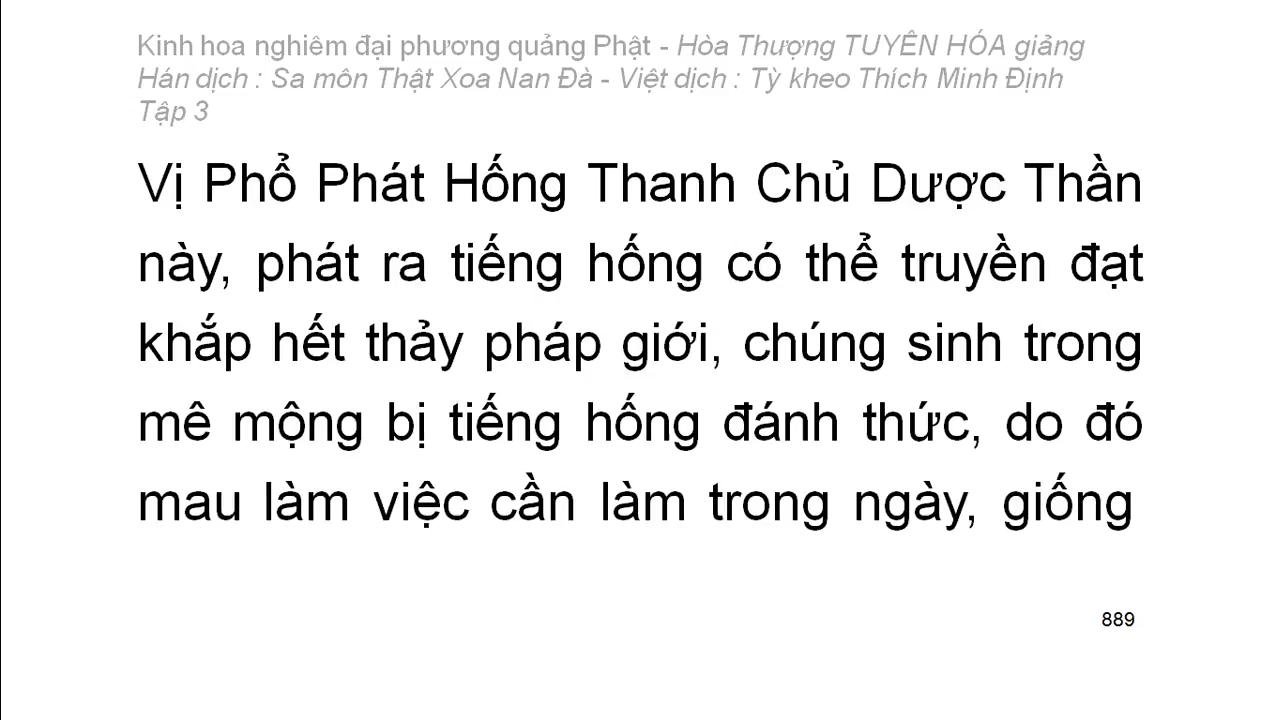 Kinh hoa nghiêm đại phương quảng Phật - Hòa Thượng TUYÊN HÓA giảng
Hán dịch : Sa môn Thật Xoa Nan Đà - Việt dịch : Tỳ kheo Thích Minh Định
Tập 3
Vị Phổ Phát Hống Thanh Chủ Dược Thần
này, phát ra tiếng hống có thể truyền đạt
khắp hết thảy pháp giới, chúng sinh trong
mê mộng bị tiếng hống đánh thức, do đó
mau làm việc cần làm trong ngày, giống
889